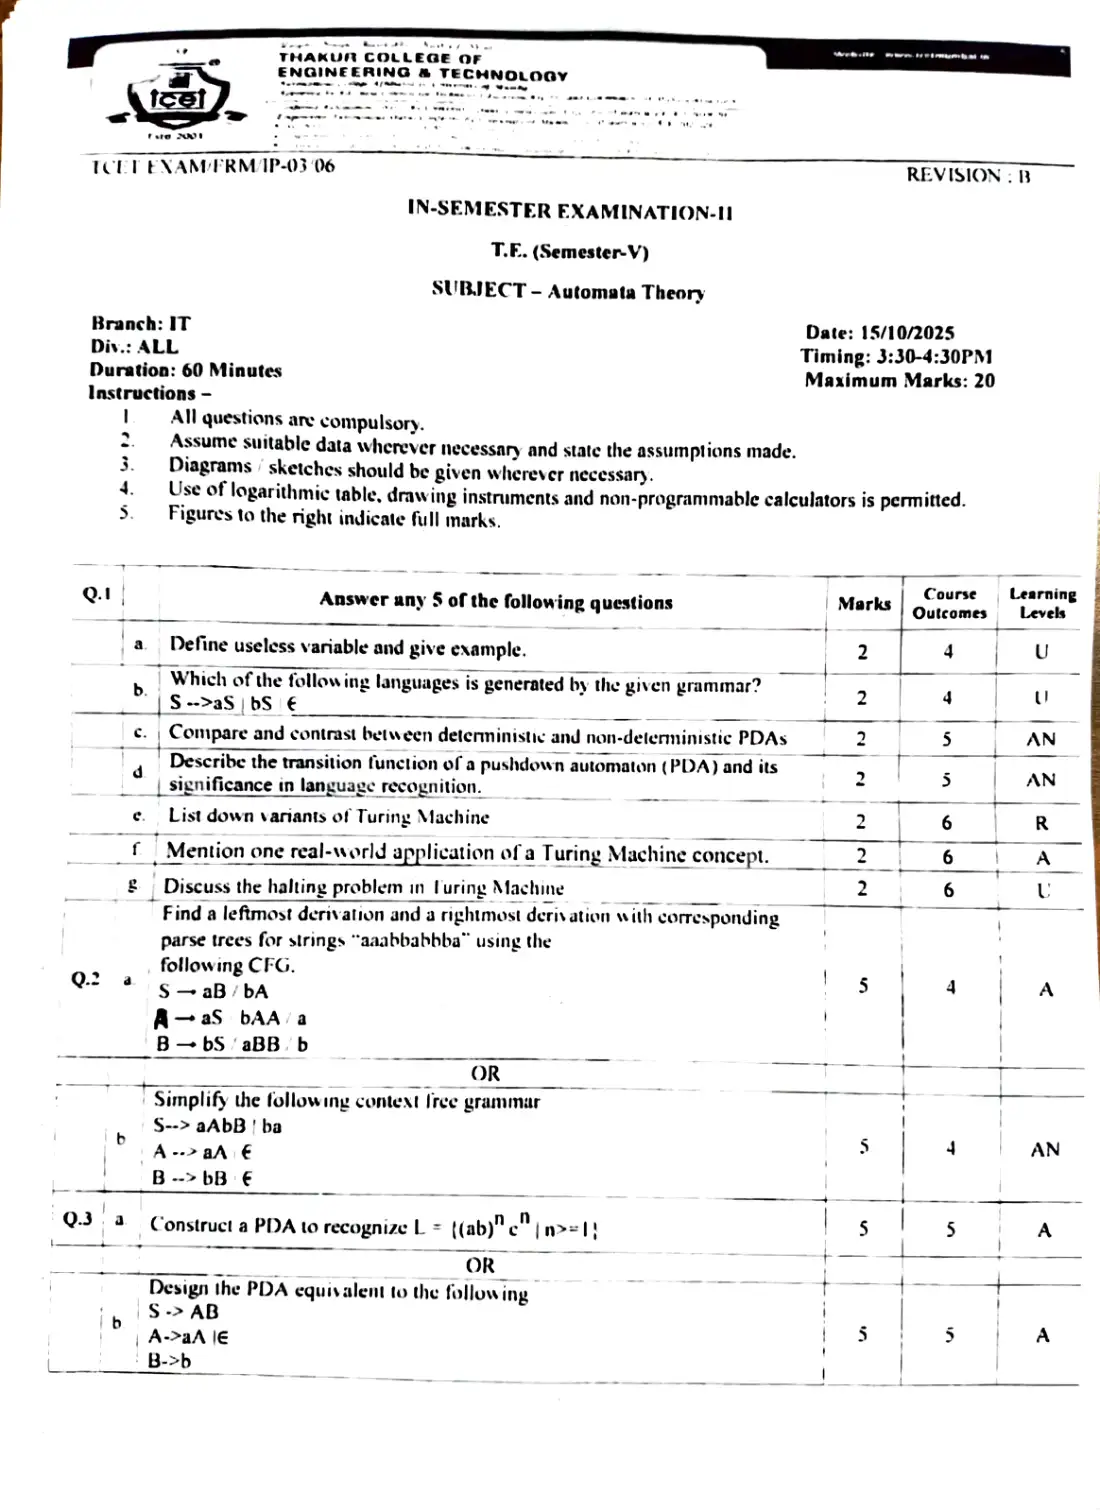 THAKUR COLLEGE OF
ENGINEERING & TECHNOLOGY
tcet
Estd 2001
TCET EXAM/FRM/IP-03/06
REVISION : B
IN-SEMESTER EXAMINATION-II
T.E. (Semester-V)
SUBJECT – Automata Theory
Branch: IT
Div.: ALL
Duration: 60 Minutes
Date: 15/10/2025
Timing: 3:30-4:30PM
Maximum Marks: 20
Instructions –
1. All questions are compulsory.
2. Assume suitable data wherever necessary and state the assumptions made.
3. Diagrams / sketches should be given wherever necessary.
4. Use of logarithmic table, drawing instruments and non-programmable calculators is permitted.
5. Figures to the right indicate full marks.
Q.1 Answer any 5 of the following questions Marks Course Outcomes Learning Levels
a. Define useless variable and give example. 2 4 U
b. Which of the following languages is generated by the given grammar?
S -->aS | bS | ϵ 2 4 U
c. Compare and contrast between deterministic and non-deterministic PDAs 2 5 AN
d Describe the transition function of a pushdown automaton (PDA) and its
significance in language recognition. 2 5 AN
e. List down variants of Turing Machine 2 6 R
f Mention one real-world application of a Turing Machine concept. 2 6 A
g Discuss the halting problem in Turing Machine 2 6 U
Find a leftmost derivation and a rightmost derivation with corresponding
parse trees for strings "aaabbabbba" using the
following CFG.
Q.2 a. 5 4 A
S → aB / bA
A → aS bAA / a
B → bS / aBB / b
OR
Simplify the following context free grammar
S--> aAbB | ba
b 5 4 AN
A --> aA ϵ
B --> bB ϵ
Q.3 a Construct a PDA to recognize L = {(ab)ⁿ cⁿ | n>=1} 5 5 A
OR
Design the PDA equivalent to the following
S -> AB
b 5 5 A
A->aA |ϵ
B->b